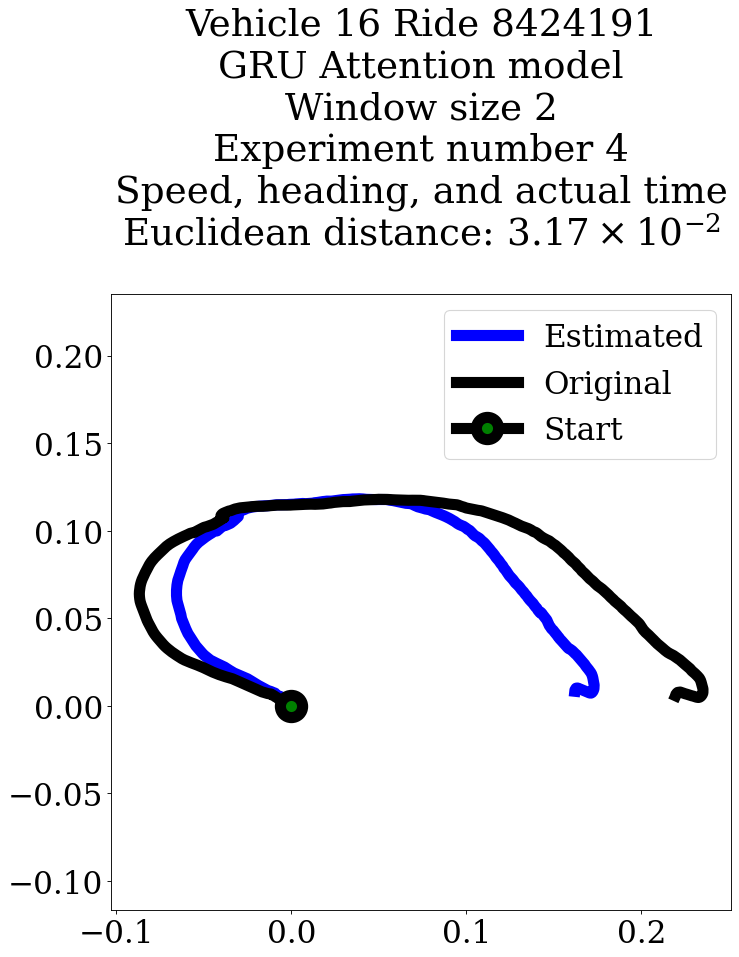 Vehicle 16 Ride 8424191
GRU Attention model
Window size 2
Experiment number 4
Speed, heading, and actual time
Euclidean distance: 3.17 × 10⁻²
Estimated
Original
Start
0.20
0.15
0.10
0.05
0.00
−0.05
−0.10
−0.1 0.0 0.1 0.2